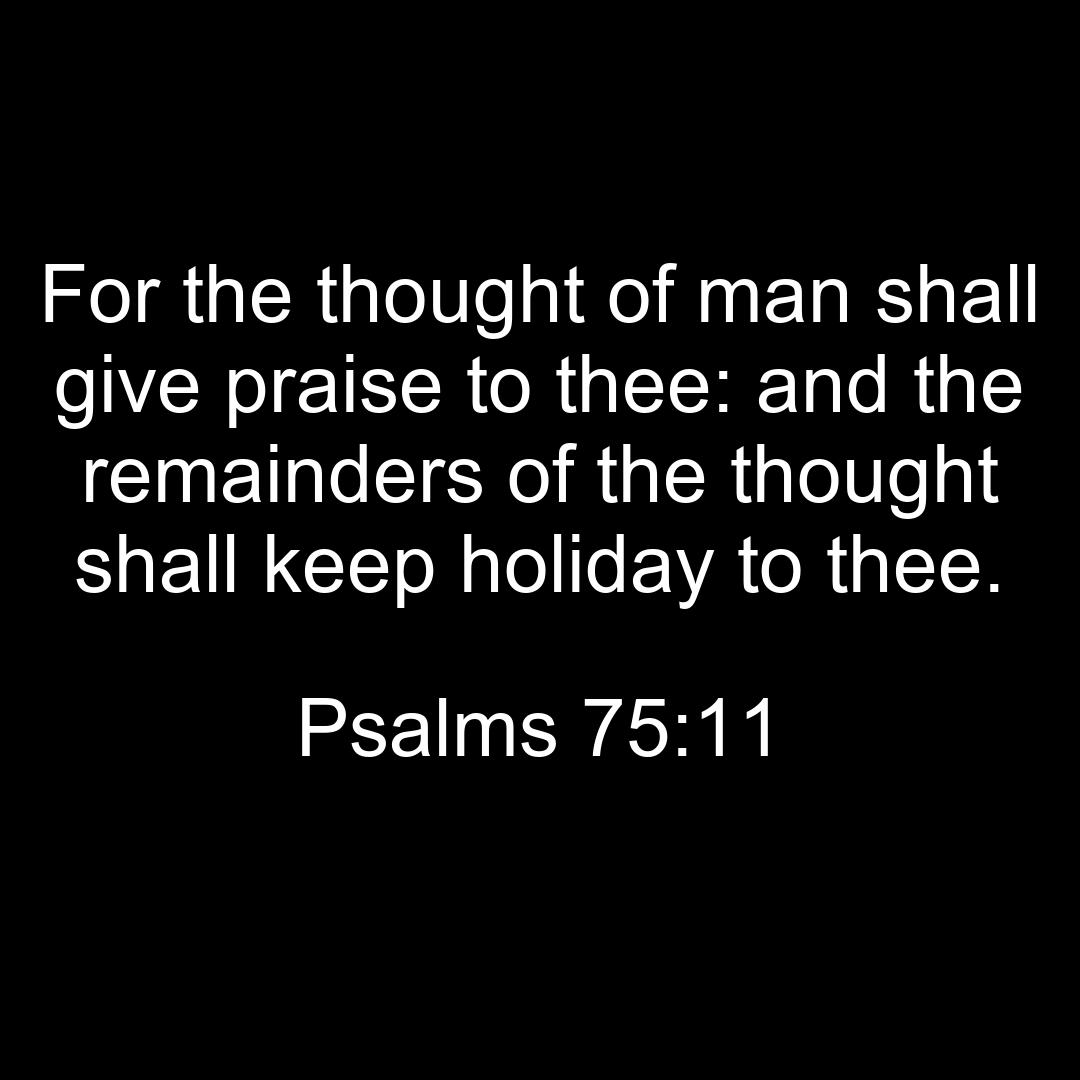 For the thought of man shall
give praise to thee: and the
remainders of the thought
shall keep holiday to thee.
Psalms 75:11